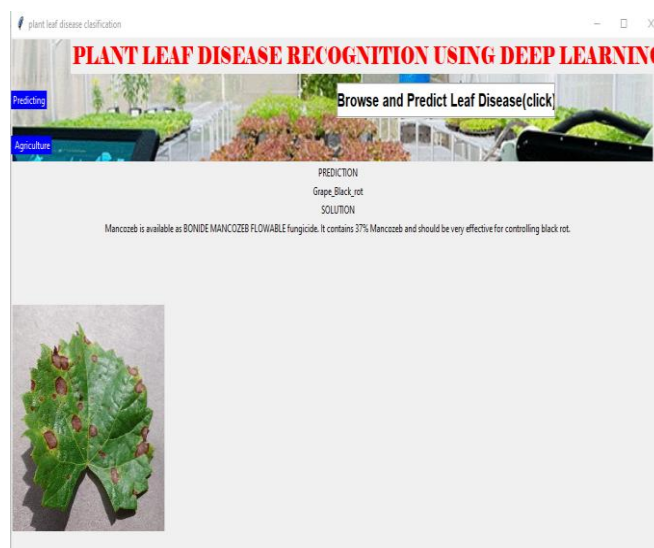 plant leaf disease clasification
PLANT LEAF DISEASE RECOGNITION USING DEEP LEARNING
Browse and Predict Leaf Disease(click)
Predicting
Agriculture
PREDICTION
Grape_Black_rot
SOLUTION
Mancozeb is available as BONIDE MANCOZEB FLOWABLE fungicide. It contains 37% Mancozeb and should be very effective for controlling black rot.